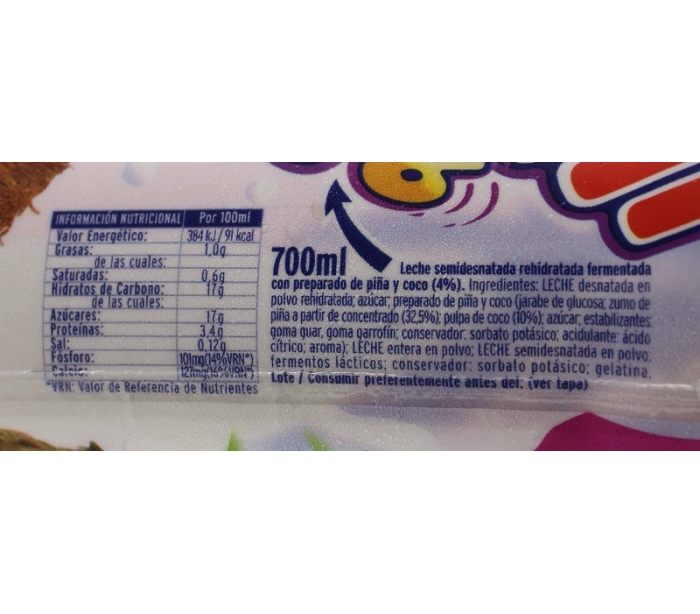 INFORMACIÓN NUTRICIONAL Por 100ml
Valor Energético: 384 kJ / 91 kcal
Grasas: 1,0g
de las cuales:
Saturadas: 0,6g
Hidratos de Carbono: 17g
de las cuales:
Azúcares: 17g
Proteínas: 3,4g
Sal: 0,12g
Fósforo: 101mg(14%VRN*)
Calcio: 127mg(16%VRN*)
*VRN: Valor de Referencia de Nutrientes
700ml Leche semidesnatada rehidratada fermentada
con preparado de piña y coco (4%). Ingredientes: LECHE desnatada en
polvo rehidratada; azúcar; preparado de piña y coco (jarabe de glucosa; zumo de
piña a partir de concentrado (32,5%); pulpa de coco (10%); azúcar, estabilizantes:
goma guar, goma garrofín; conservador: sorbato potásico; acidulante: ácido
cítrico; aroma); LECHE entera en polvo; LECHE semidesnatada en polvo;
fermentos lácticos; conservador: sorbato potásico; gelatina.
Lote / Consumir preferentemente antes del: (ver tapa)